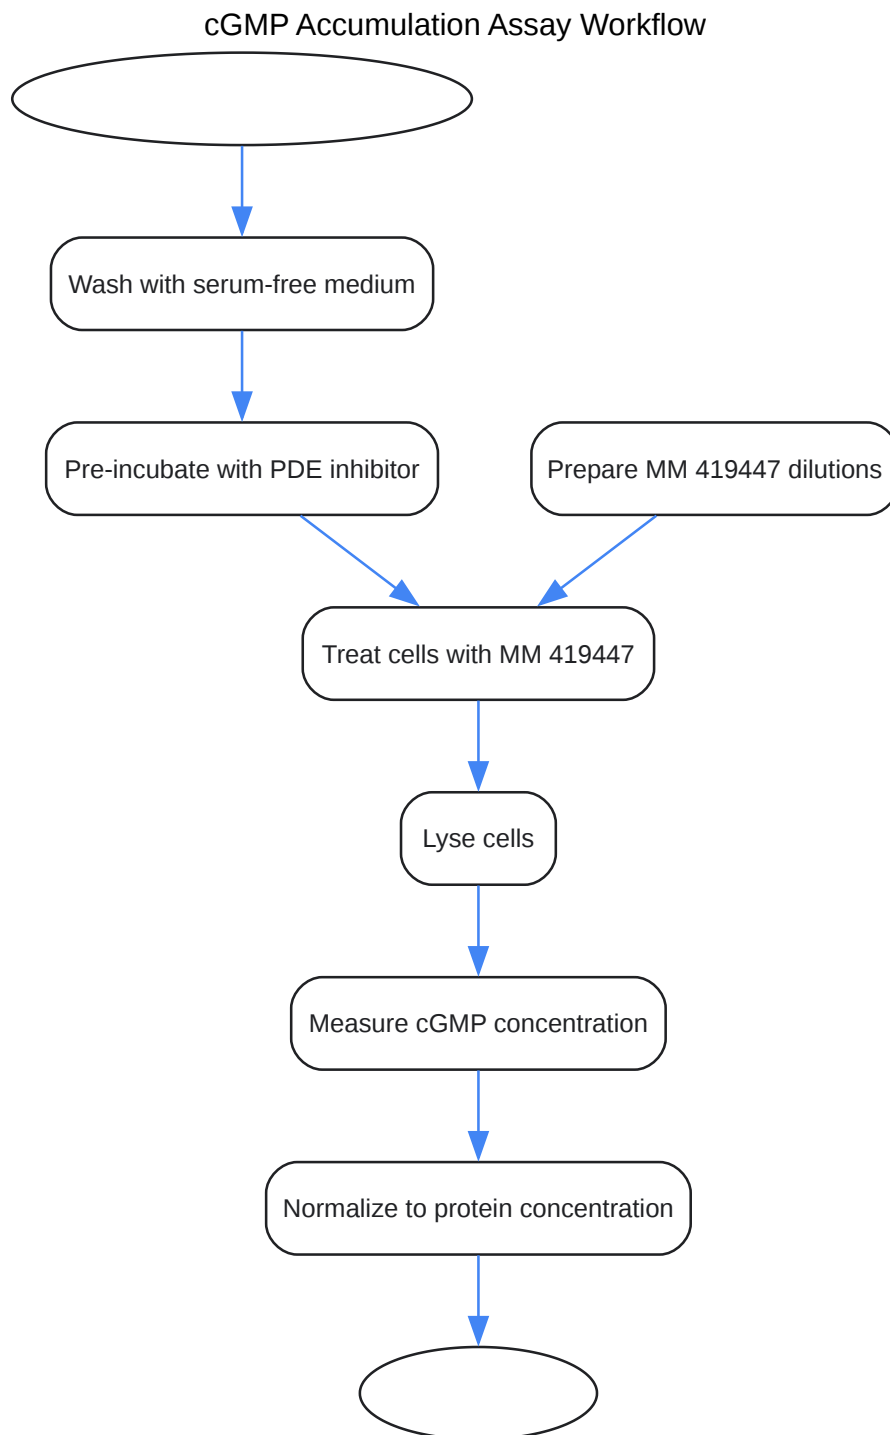 cGMP Accumulation Assay Workflow
Wash with serum-free medium
Pre-incubate with PDE inhibitor
Prepare MM 419447 dilutions
Treat cells with MM 419447
Lyse cells
Measure cGMP concentration
Normalize to protein concentration